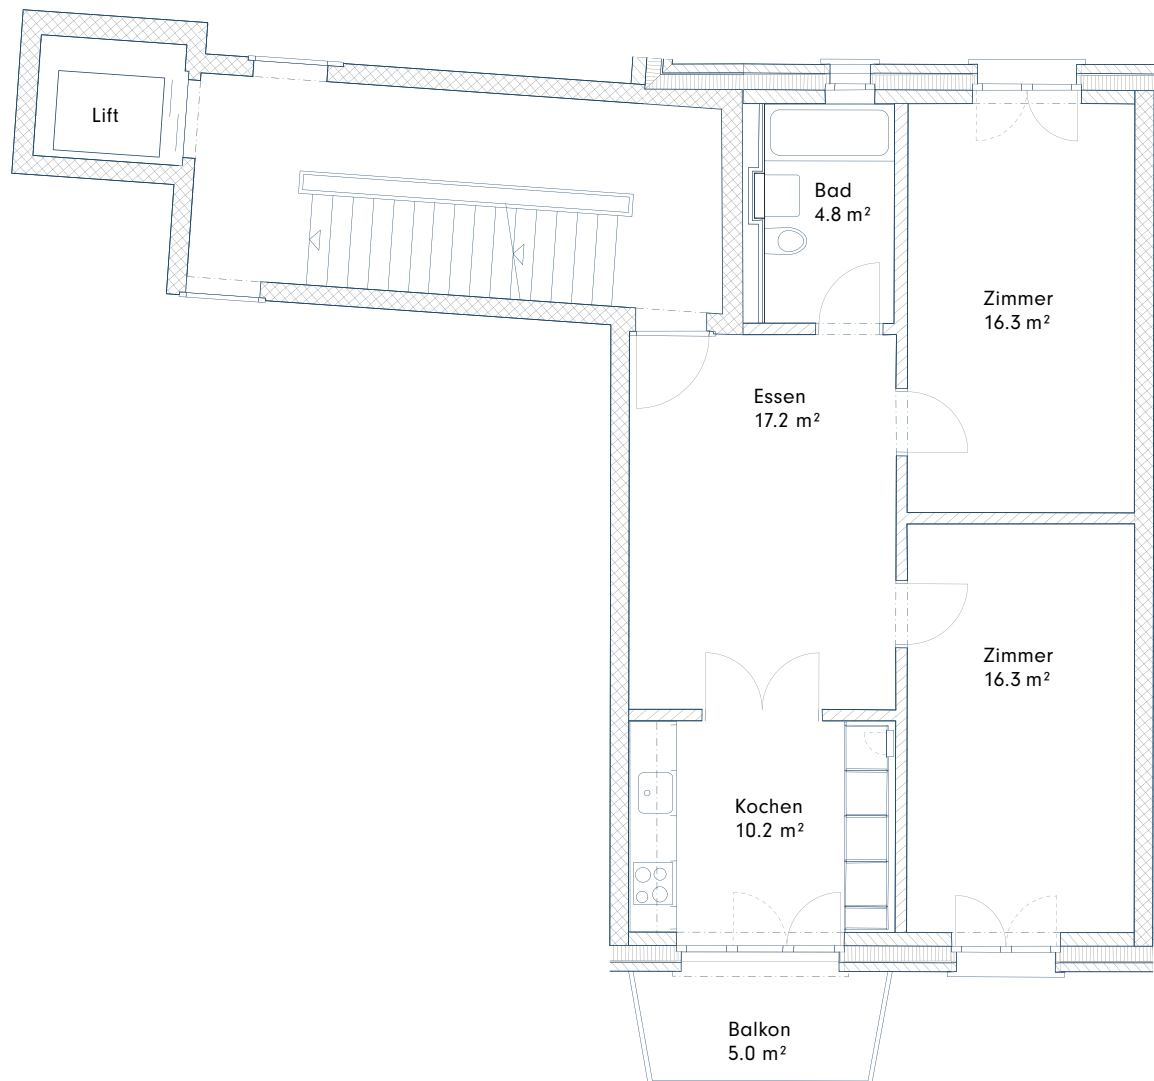 Lift
Bad
4.8 m²
Zimmer
16.3 m²
Essen
17.2 m²
Zimmer
16.3 m²
Kochen
10.2 m²
Balkon
5.0 m²